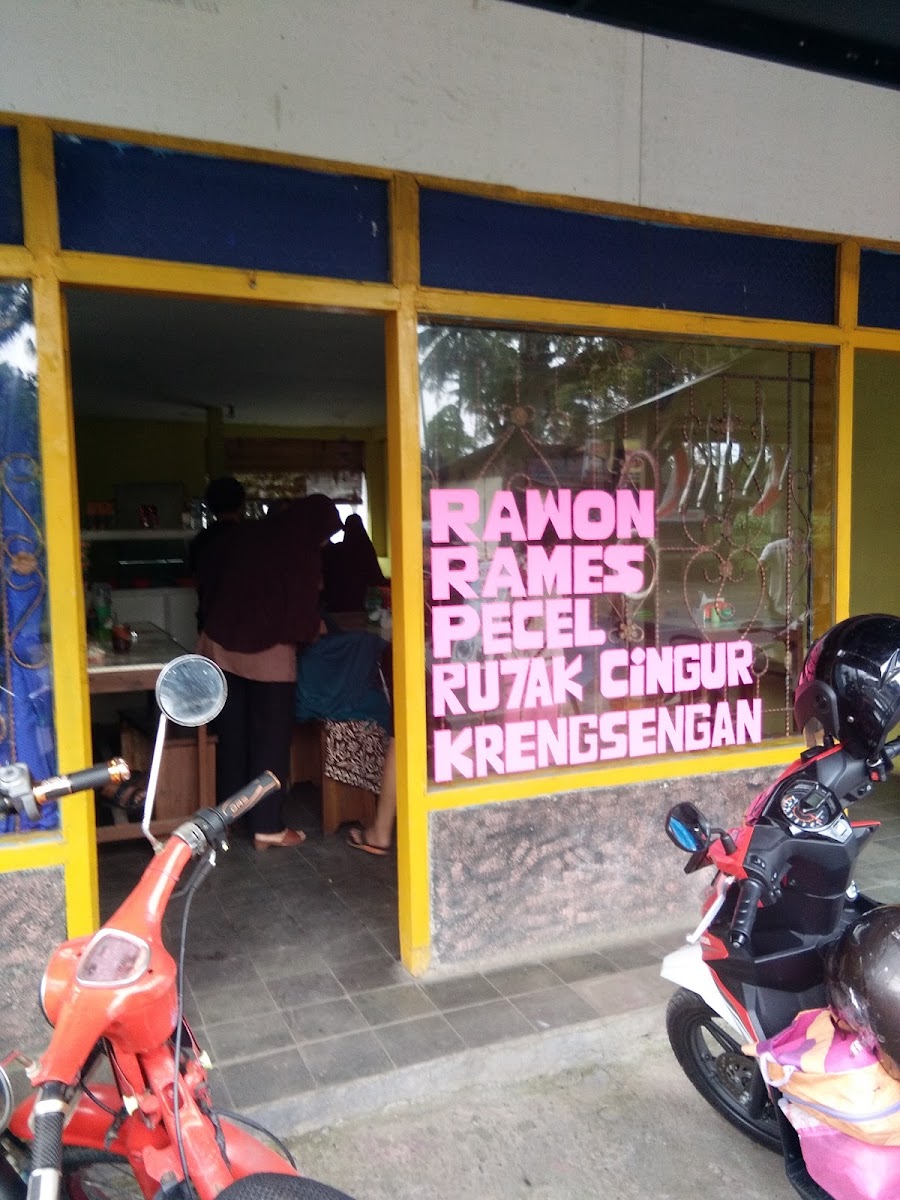 RAWON
RAMES
PECEL
RUJAK CiNGUR
KRENGSENGAN